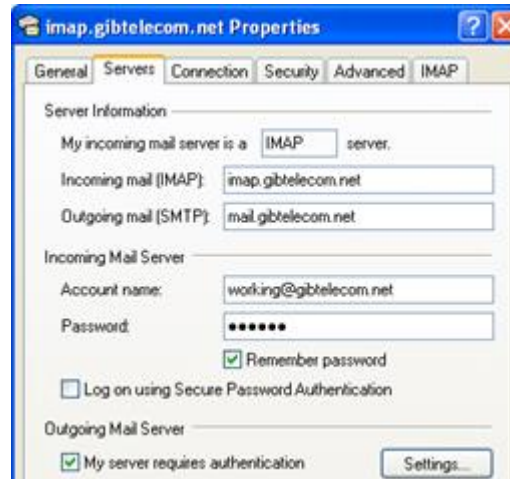 imap.gibtelecom.net Properties
General Servers Connection Security Advanced IMAP
Server Information
My incoming mail server is a IMAP server.
Incoming mail (IMAP): imap.gibtelecom.net
Outgoing mail (SMTP): mail.gibtelecom.net
Incoming Mail Server
Account name: working@gibtelecom.net
Password: ●●●●●●
Remember password
Log on using Secure Password Authentication
Outgoing Mail Server
My server requires authentication Settings...